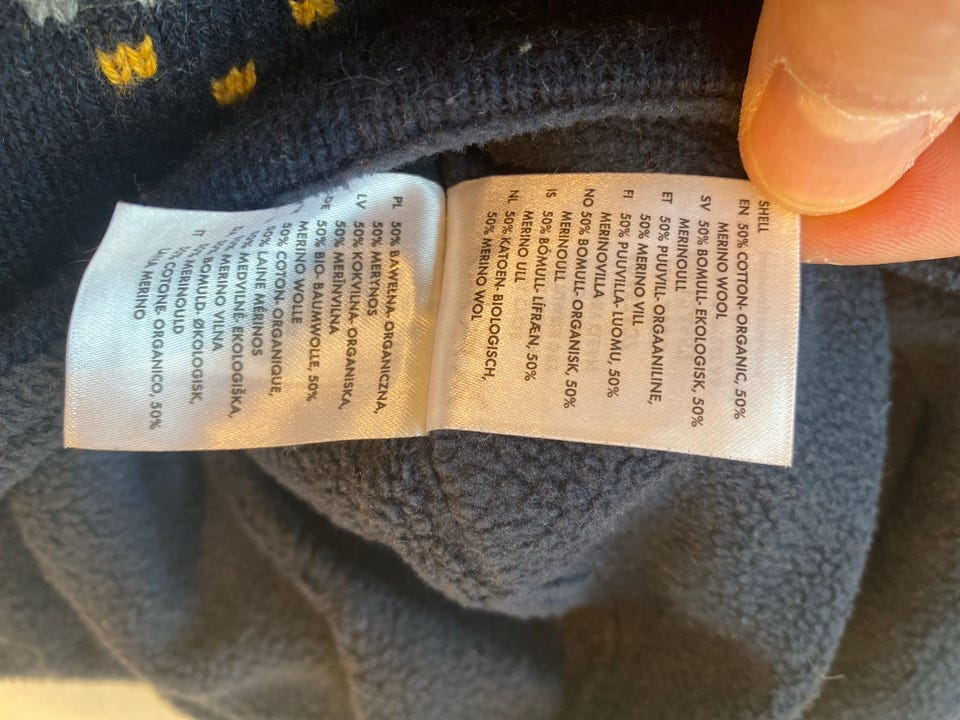 SHELL
EN 50% COTTON- ORGANIC, 50%
MERINO WOOL
SV 50% BOMULL- EKOLOGISK, 50%
MERINOULL
ET 50% PUUVILL- ORGAANILINE,
50% MERINO VILL
FI 50% PUUVILLA- LUOMU, 50%
MERINOVILLA
NO 50% BOMULL- ORGANISK, 50%
MERINOULL
IS 50% BÓMULL- LÍFRÆN, 50%
MERINO ULL
NL 50% KATOEN- BIOLOGISCH,
50% MERINO WOL
PL 50% BAWEŁNA- ORGANICZNA,
50% MERYNOS
LV 50% KOKVILNA- ORGANISKA,
50% MERĪNVILNA
DE 50% BIO- BAUMWOLLE, 50%
MERINO WOLLE
50% COTON- ORGANIQUE,
50% LAINE MÉRINOS
50% MEDVILNĖ- EKOLOGIŠKA,
50% MERINO VILNA
BOMULD- ØKOLOGISK,
MERINOULD
IT COTONE- ORGANICO, 50%
LANA MERINO